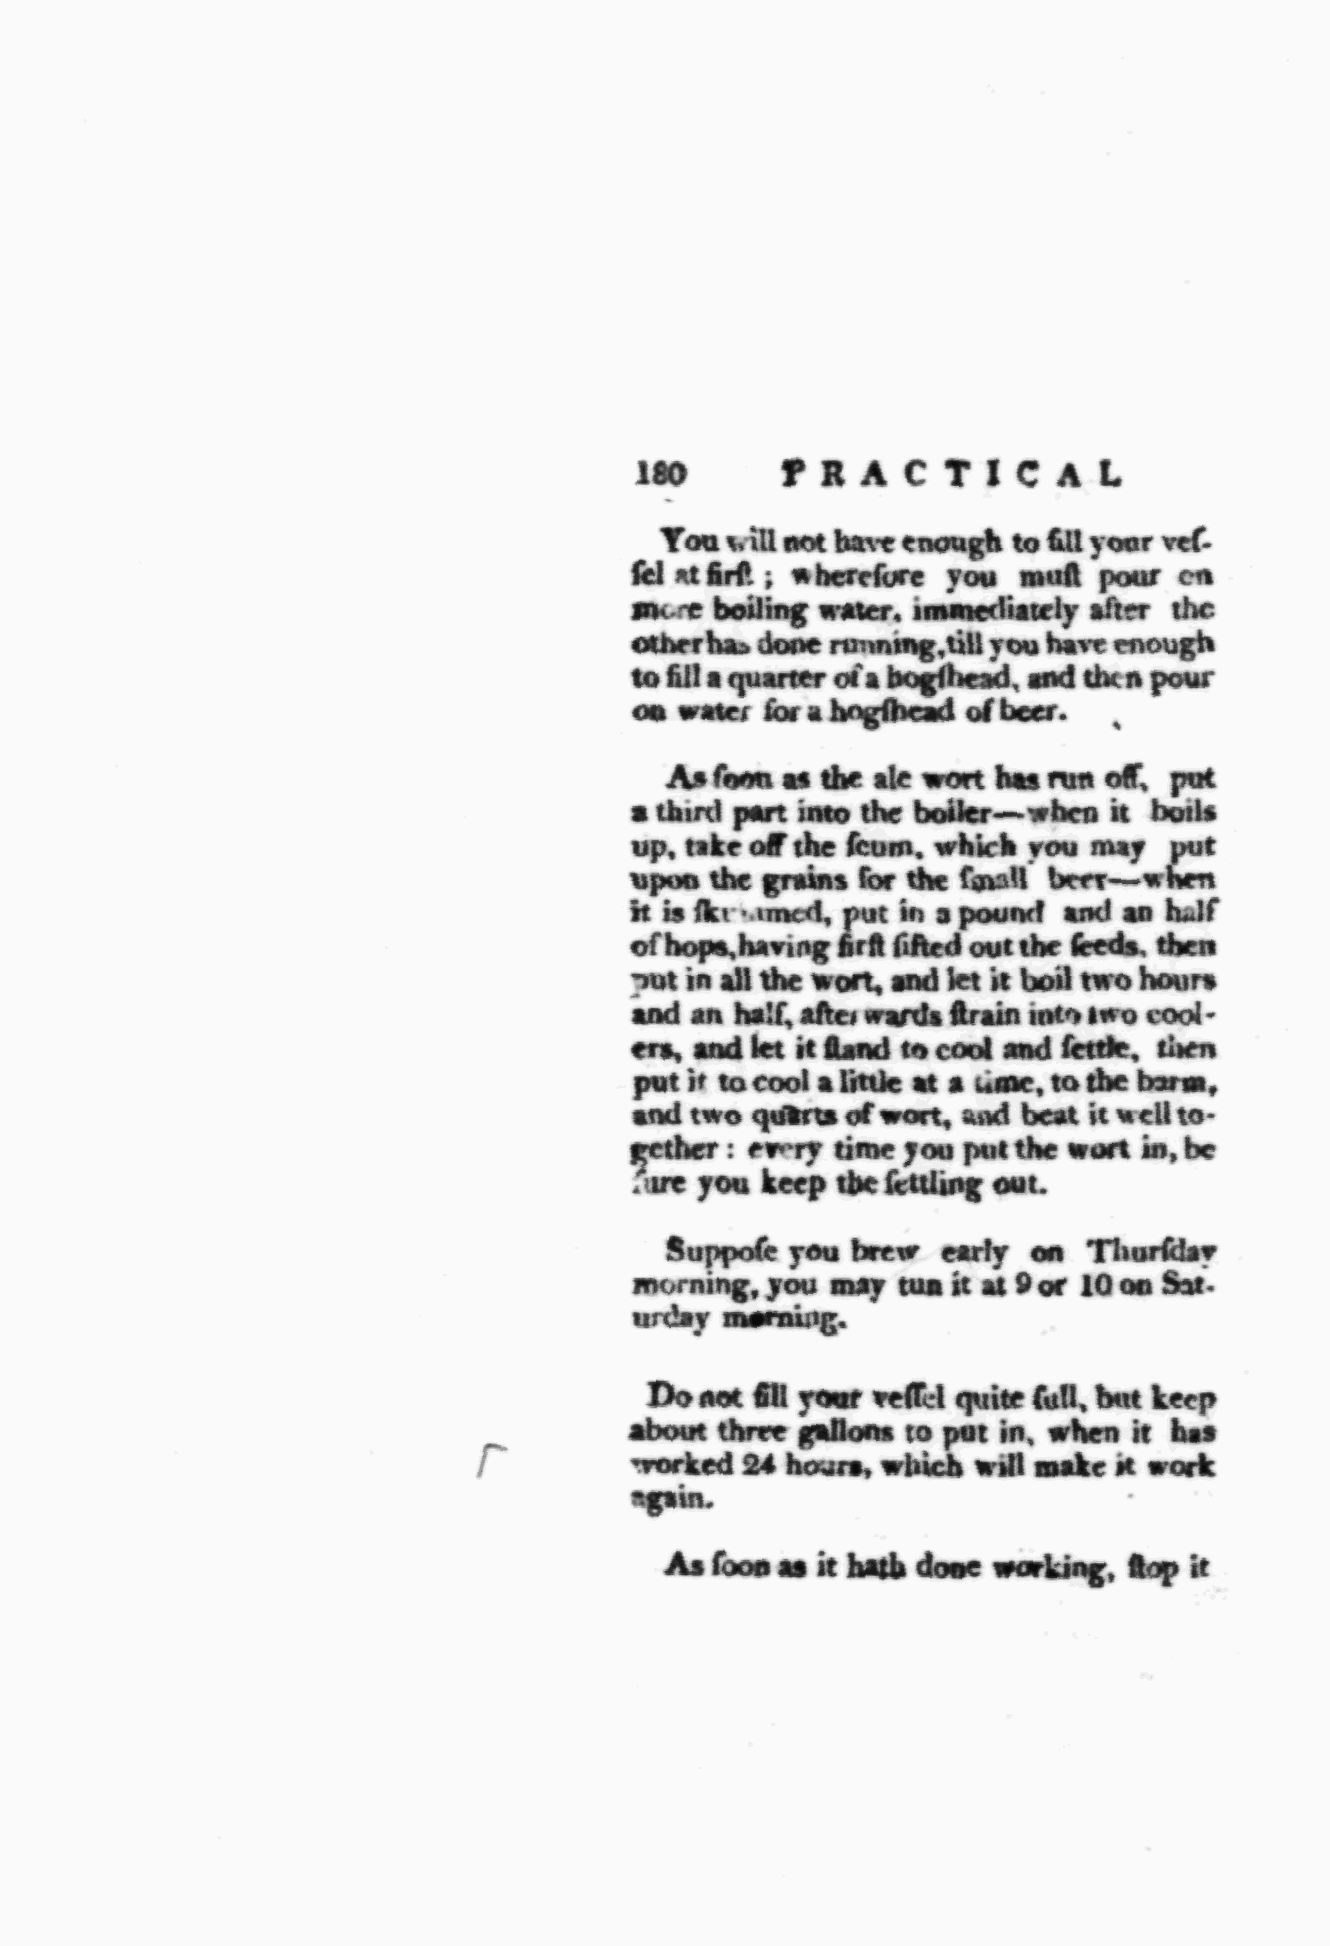 180 PRACTICAL
You will not have enough to fill your veſ-
ſel at firſt; wherefore you muſt pour on
more boiling water, immediately after the
other has done running, till you have enough
to fill a quarter of a hogſhead, and then pour
on water for a hogſhead of beer.
As ſoon as the ale wort has run off, put
a third part into the boiler—when it boils
up, take off the ſcum, which you may put
upon the grains for the ſmall beer—when
it is put in a pound and an half
of hops, having firſt ſifted out the ſeeds, then
put in all the wort, and let it boil two hours
and an half, afterwards ſtrain into two cool-
ers, and let it ſtand to cool and ſettle, then
put it to cool a little at a time, to the barm,
and two quarts of wort, and beat it well to-
gether: every time you put the wort in, be
ſure you keep the ſettling out.
Suppoſe you brew early on Thurſday
morning, you may tun it at 9 or 10 on Sat-
urday morning.
Do not fill your veſſel quite full, but keep
about three gallons to put in, when it has
worked 24 hours, which will make it work
again.
As ſoon as it hath done working, ſtop it